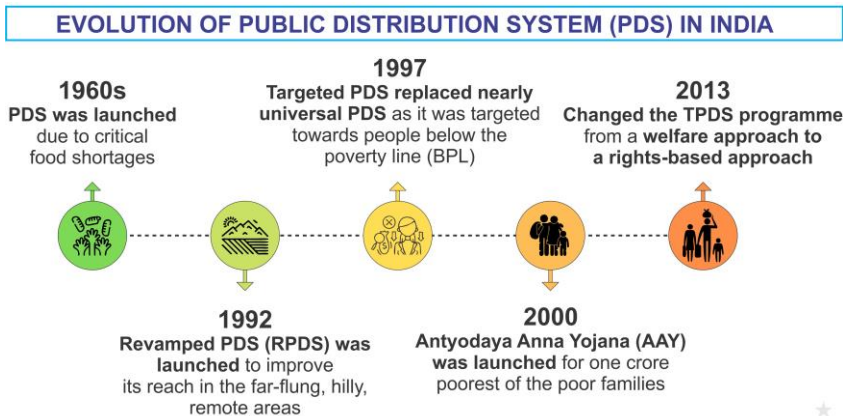 EVOLUTION OF PUBLIC DISTRIBUTION SYSTEM (PDS) IN INDIA
1960s
PDS was launched
due to critical
food shortages
1992
Revamped PDS (RPDS) was
launched to improve
its reach in the far-flung, hilly,
remote areas
1997
Targeted PDS replaced nearly
universal PDS as it was targeted
towards people below the
poverty line (BPL)
2000
Antyodaya Anna Yojana (AAY)
was launched for one crore
poorest of the poor families
2013
Changed the TPDS programme
from a welfare approach to
a rights-based approach